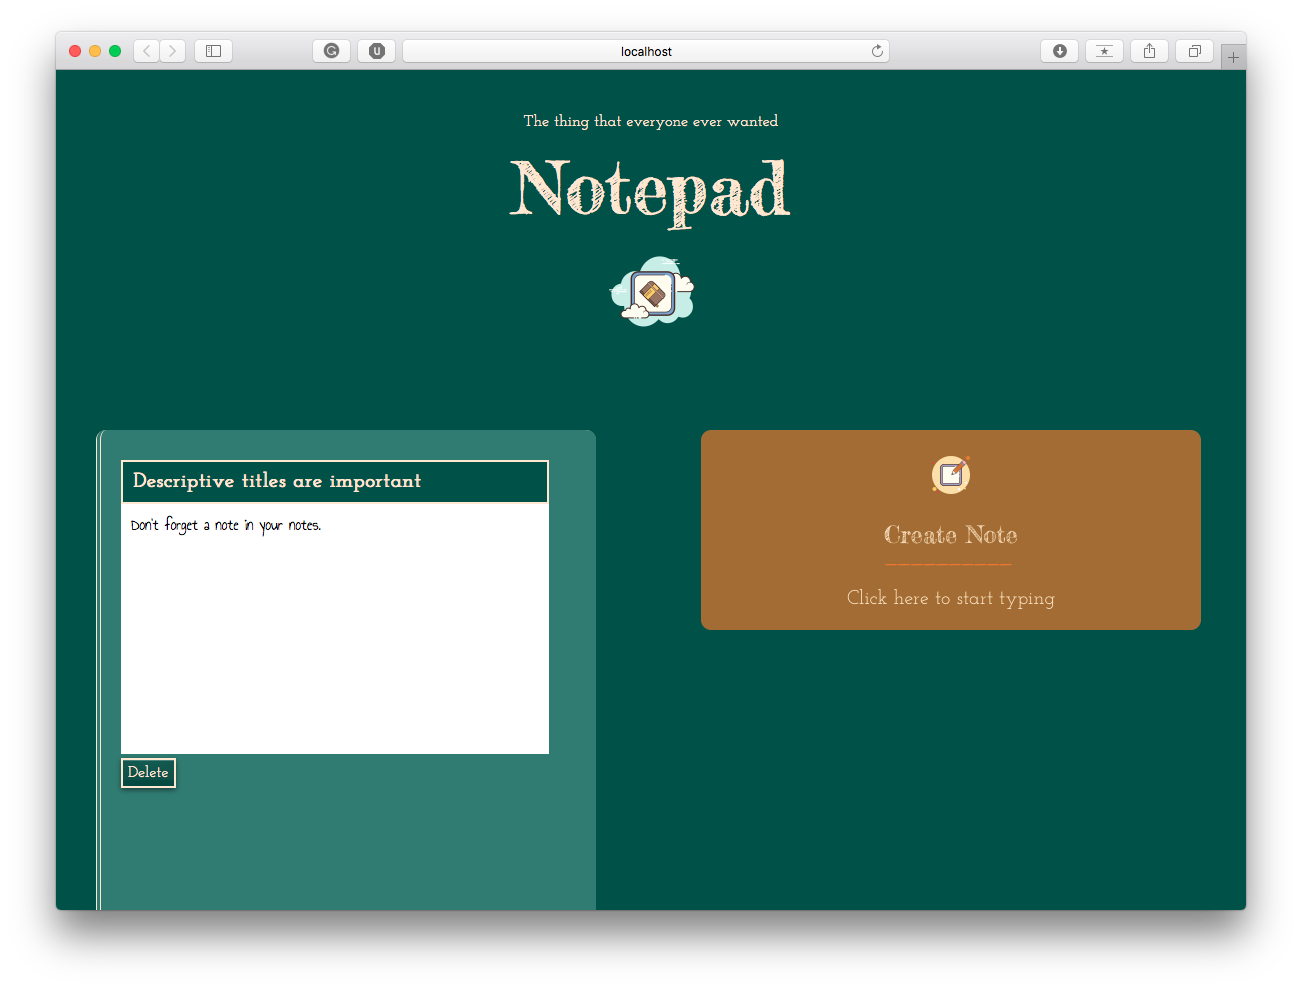 localhost
The thing that everyone ever wanted
Notepad
Descriptive titles are important
Don't forget a note in your notes.
Delete
Create Note
Click here to start typing